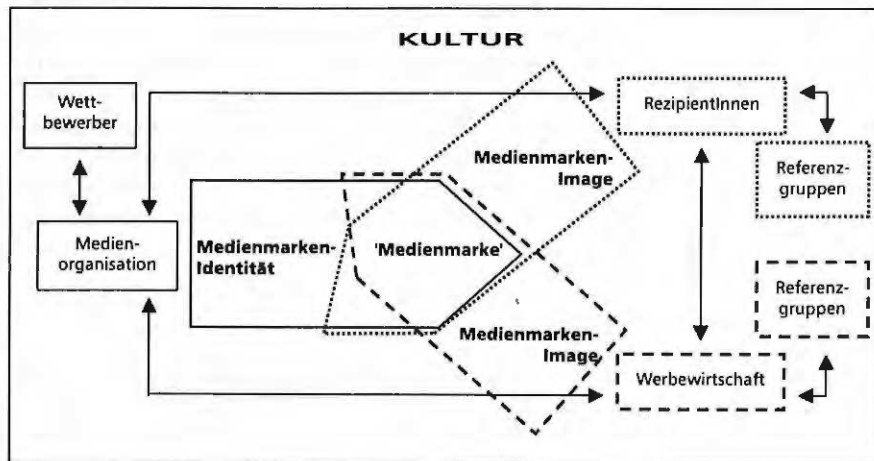 KULTUR
Wett-
bewerber
RezipientInnen
Medienmarken-
Image
Referenz-
gruppen
Medien-
organisation
Medienmarken-
Identität
'Medienmarke'
Referenz-
gruppen
Medienmarken-
Image
Werbewirtschaft